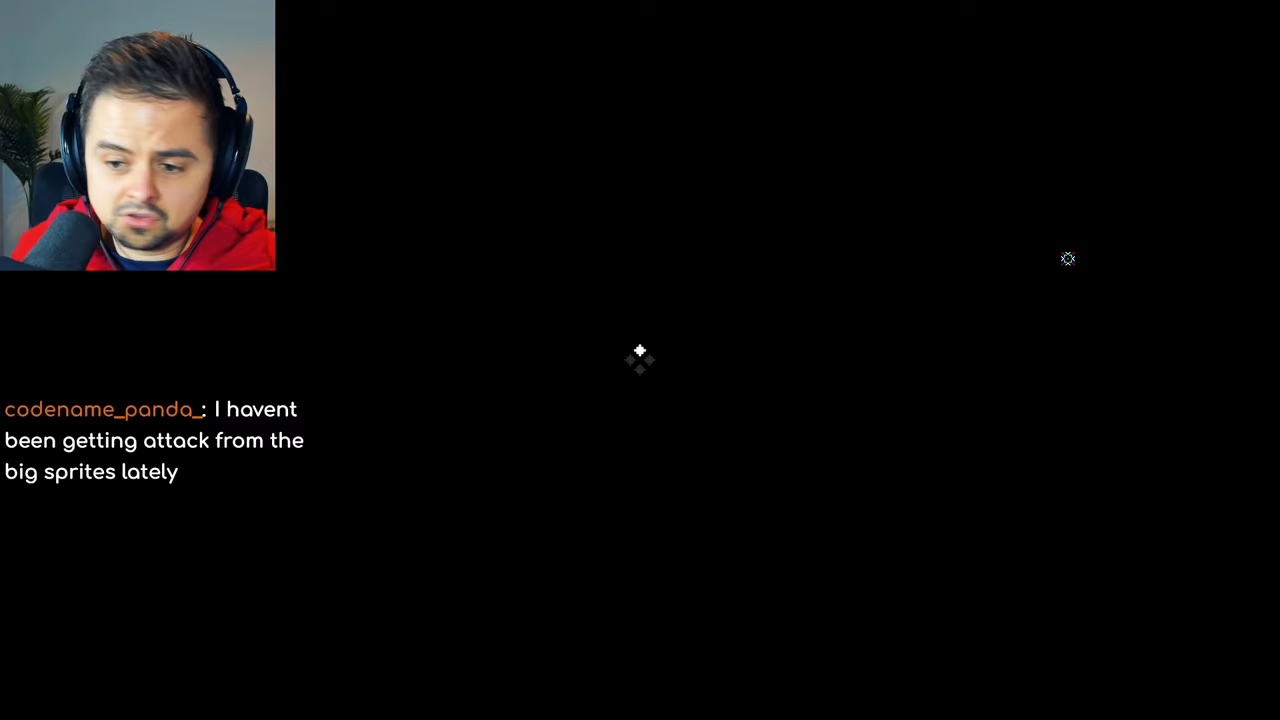 codename_panda_: I havent
been getting attack from the
big sprites lately